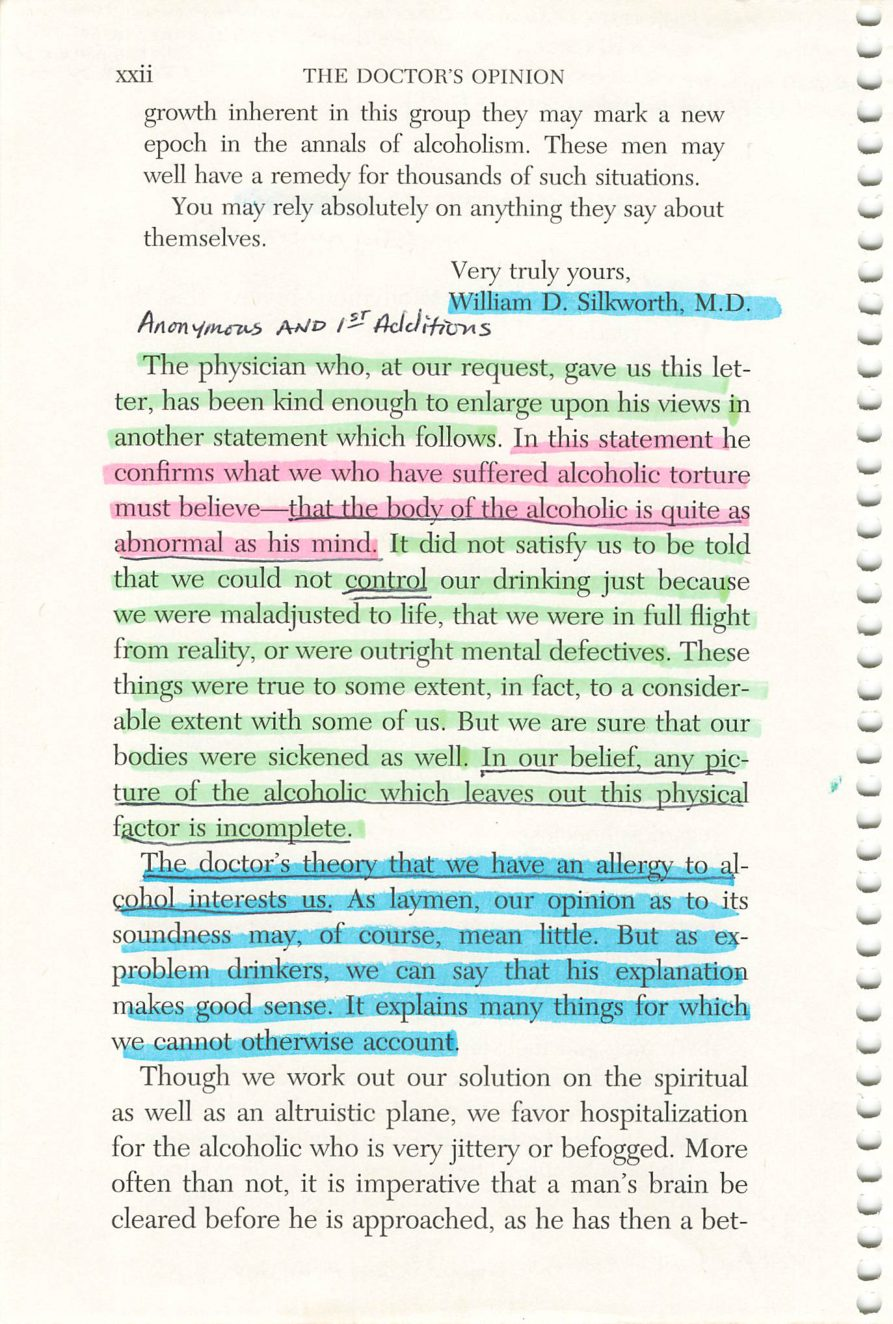 xxii THE DOCTOR'S OPINION
growth inherent in this group they may mark a new
epoch in the annals of alcoholism. These men may
well have a remedy for thousands of such situations.
You may rely absolutely on anything they say about
themselves.
Very truly yours,
William D. Silkworth, M.D.
Anonymous AND 1ST Additions
The physician who, at our request, gave us this let-
ter, has been kind enough to enlarge upon his views in
another statement which follows. In this statement he
confirms what we who have suffered alcoholic torture
must believe—that the body of the alcoholic is quite as
abnormal as his mind. It did not satisfy us to be told
that we could not control our drinking just because
we were maladjusted to life, that we were in full flight
from reality, or were outright mental defectives. These
things were true to some extent, in fact, to a consider-
able extent with some of us. But we are sure that our
bodies were sickened as well. In our belief, any pic-
ture of the alcoholic which leaves out this physical
factor is incomplete.
The doctor's theory that we have an allergy to al-
cohol interests us. As laymen, our opinion as to its
soundness may, of course, mean little. But as ex-
problem drinkers, we can say that his explanation
makes good sense. It explains many things for which
we cannot otherwise account.
Though we work out our solution on the spiritual
as well as an altruistic plane, we favor hospitalization
for the alcoholic who is very jittery or befogged. More
often than not, it is imperative that a man's brain be
cleared before he is approached, as he has then a bet-